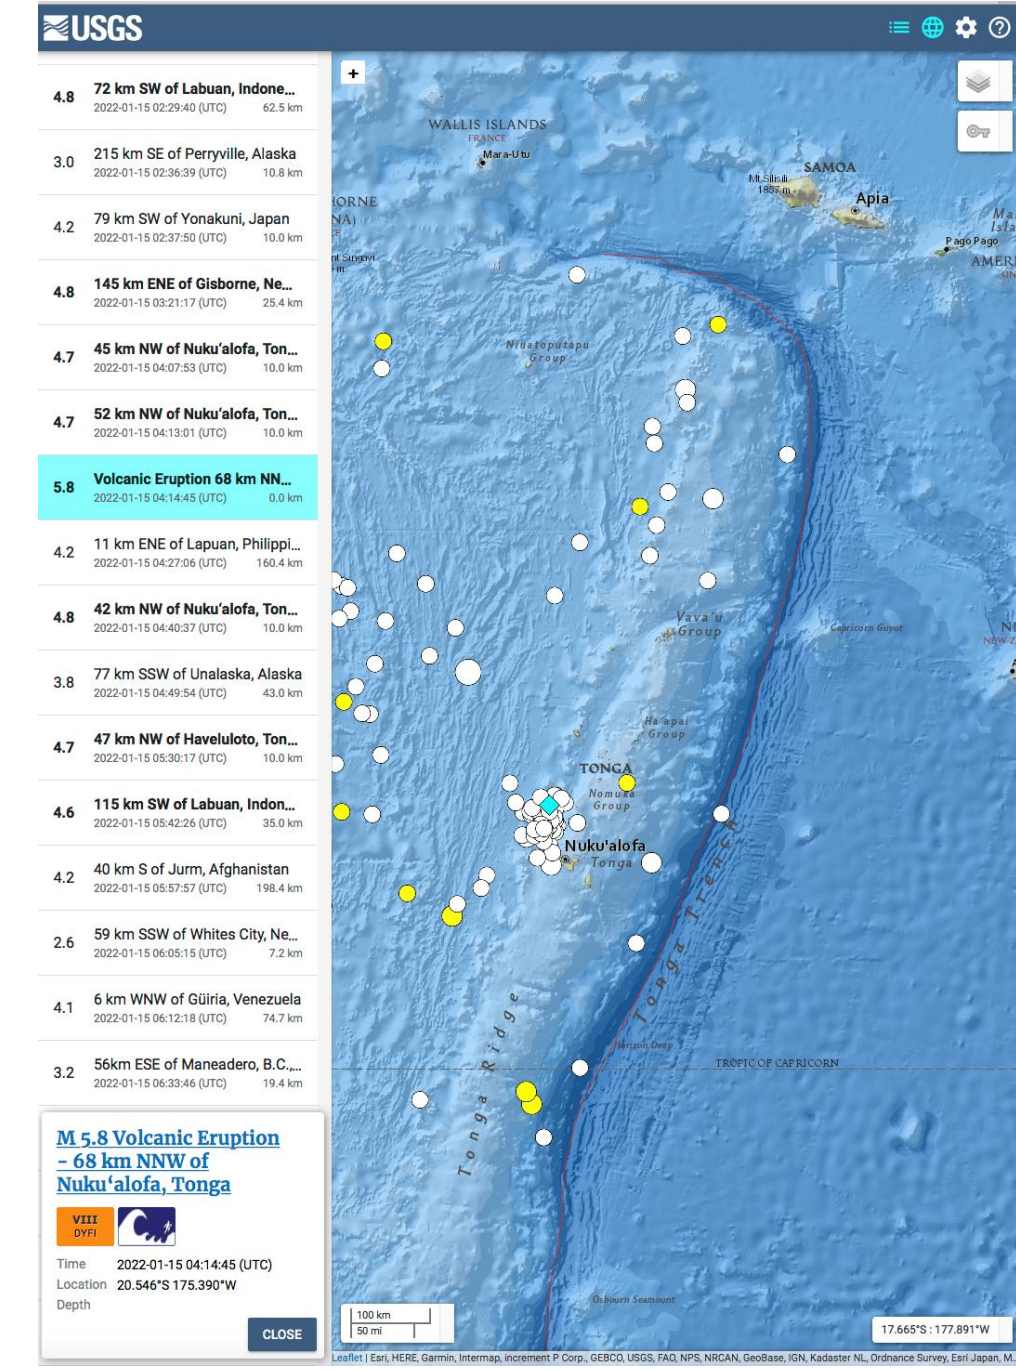 USGS
4.8 72 km SW of Labuan, Indone...
2022-01-15 02:29:40 (UTC) 62.5 km
3.0 215 km SE of Perryville, Alaska
2022-01-15 02:36:39 (UTC) 10.8 km
4.2 79 km SW of Yonakuni, Japan
2022-01-15 02:37:50 (UTC) 10.0 km
4.8 145 km ENE of Gisborne, Ne...
2022-01-15 03:21:17 (UTC) 25.4 km
4.7 45 km NW of Nuku‘alofa, Ton...
2022-01-15 04:07:53 (UTC) 10.0 km
4.7 52 km NW of Nuku‘alofa, Ton...
2022-01-15 04:13:01 (UTC) 10.0 km
5.8 Volcanic Eruption 68 km NN...
2022-01-15 04:14:45 (UTC) 0.0 km
4.2 11 km ENE of Lapuan, Philippi...
2022-01-15 04:27:06 (UTC) 160.4 km
4.8 42 km NW of Nuku‘alofa, Ton...
2022-01-15 04:40:37 (UTC) 10.0 km
3.8 77 km SSW of Unalaska, Alaska
2022-01-15 04:49:54 (UTC) 43.0 km
4.7 47 km NW of Haveluloto, Ton...
2022-01-15 05:30:17 (UTC) 10.0 km
4.6 115 km SW of Labuan, Indon...
2022-01-15 05:42:26 (UTC) 35.0 km
4.2 40 km S of Jurm, Afghanistan
2022-01-15 05:57:57 (UTC) 198.4 km
2.6 59 km SSW of Whites City, Ne...
2022-01-15 06:05:15 (UTC) 7.2 km
4.1 6 km WNW of Güiria, Venezuela
2022-01-15 06:12:18 (UTC) 74.7 km
3.2 56km ESE of Maneadero, B.C.,...
2022-01-15 06:33:46 (UTC) 19.4 km
M 5.8 Volcanic Eruption
- 68 km NNW of
Nuku‘alofa, Tonga
VIII
DYFI
Time 2022-01-15 04:14:45 (UTC)
Location 20.546°S 175.390°W
Depth
CLOSE
+
WALLIS ISLANDS
FRANCE
Mara-Utu
SAMOA
Mt Silisili
1857 m
Apia
Pago Pago
AMER
HORNE
NA)
nt Singavi
m
Niuatoputapu
Group
Vava'u
Group
Capricorn Guyot
NEW Z
Ha'apai
Group
TONGA
Nomuka
Group
Nuku'alofa
Tonga
Tonga Trench
Tonga Ridge
Horizon Deep
TROPIC OF CAPRICORN
Osbourn Seamount
100 km
50 mi
17.665°S : 177.891°W
Leaflet | Esri, HERE, Garmin, Intermap, increment P Corp., GEBCO, USGS, FAO, NPS, NRCAN, GeoBase, IGN, Kadaster NL, Ordnance Survey, Esri Japan, M...